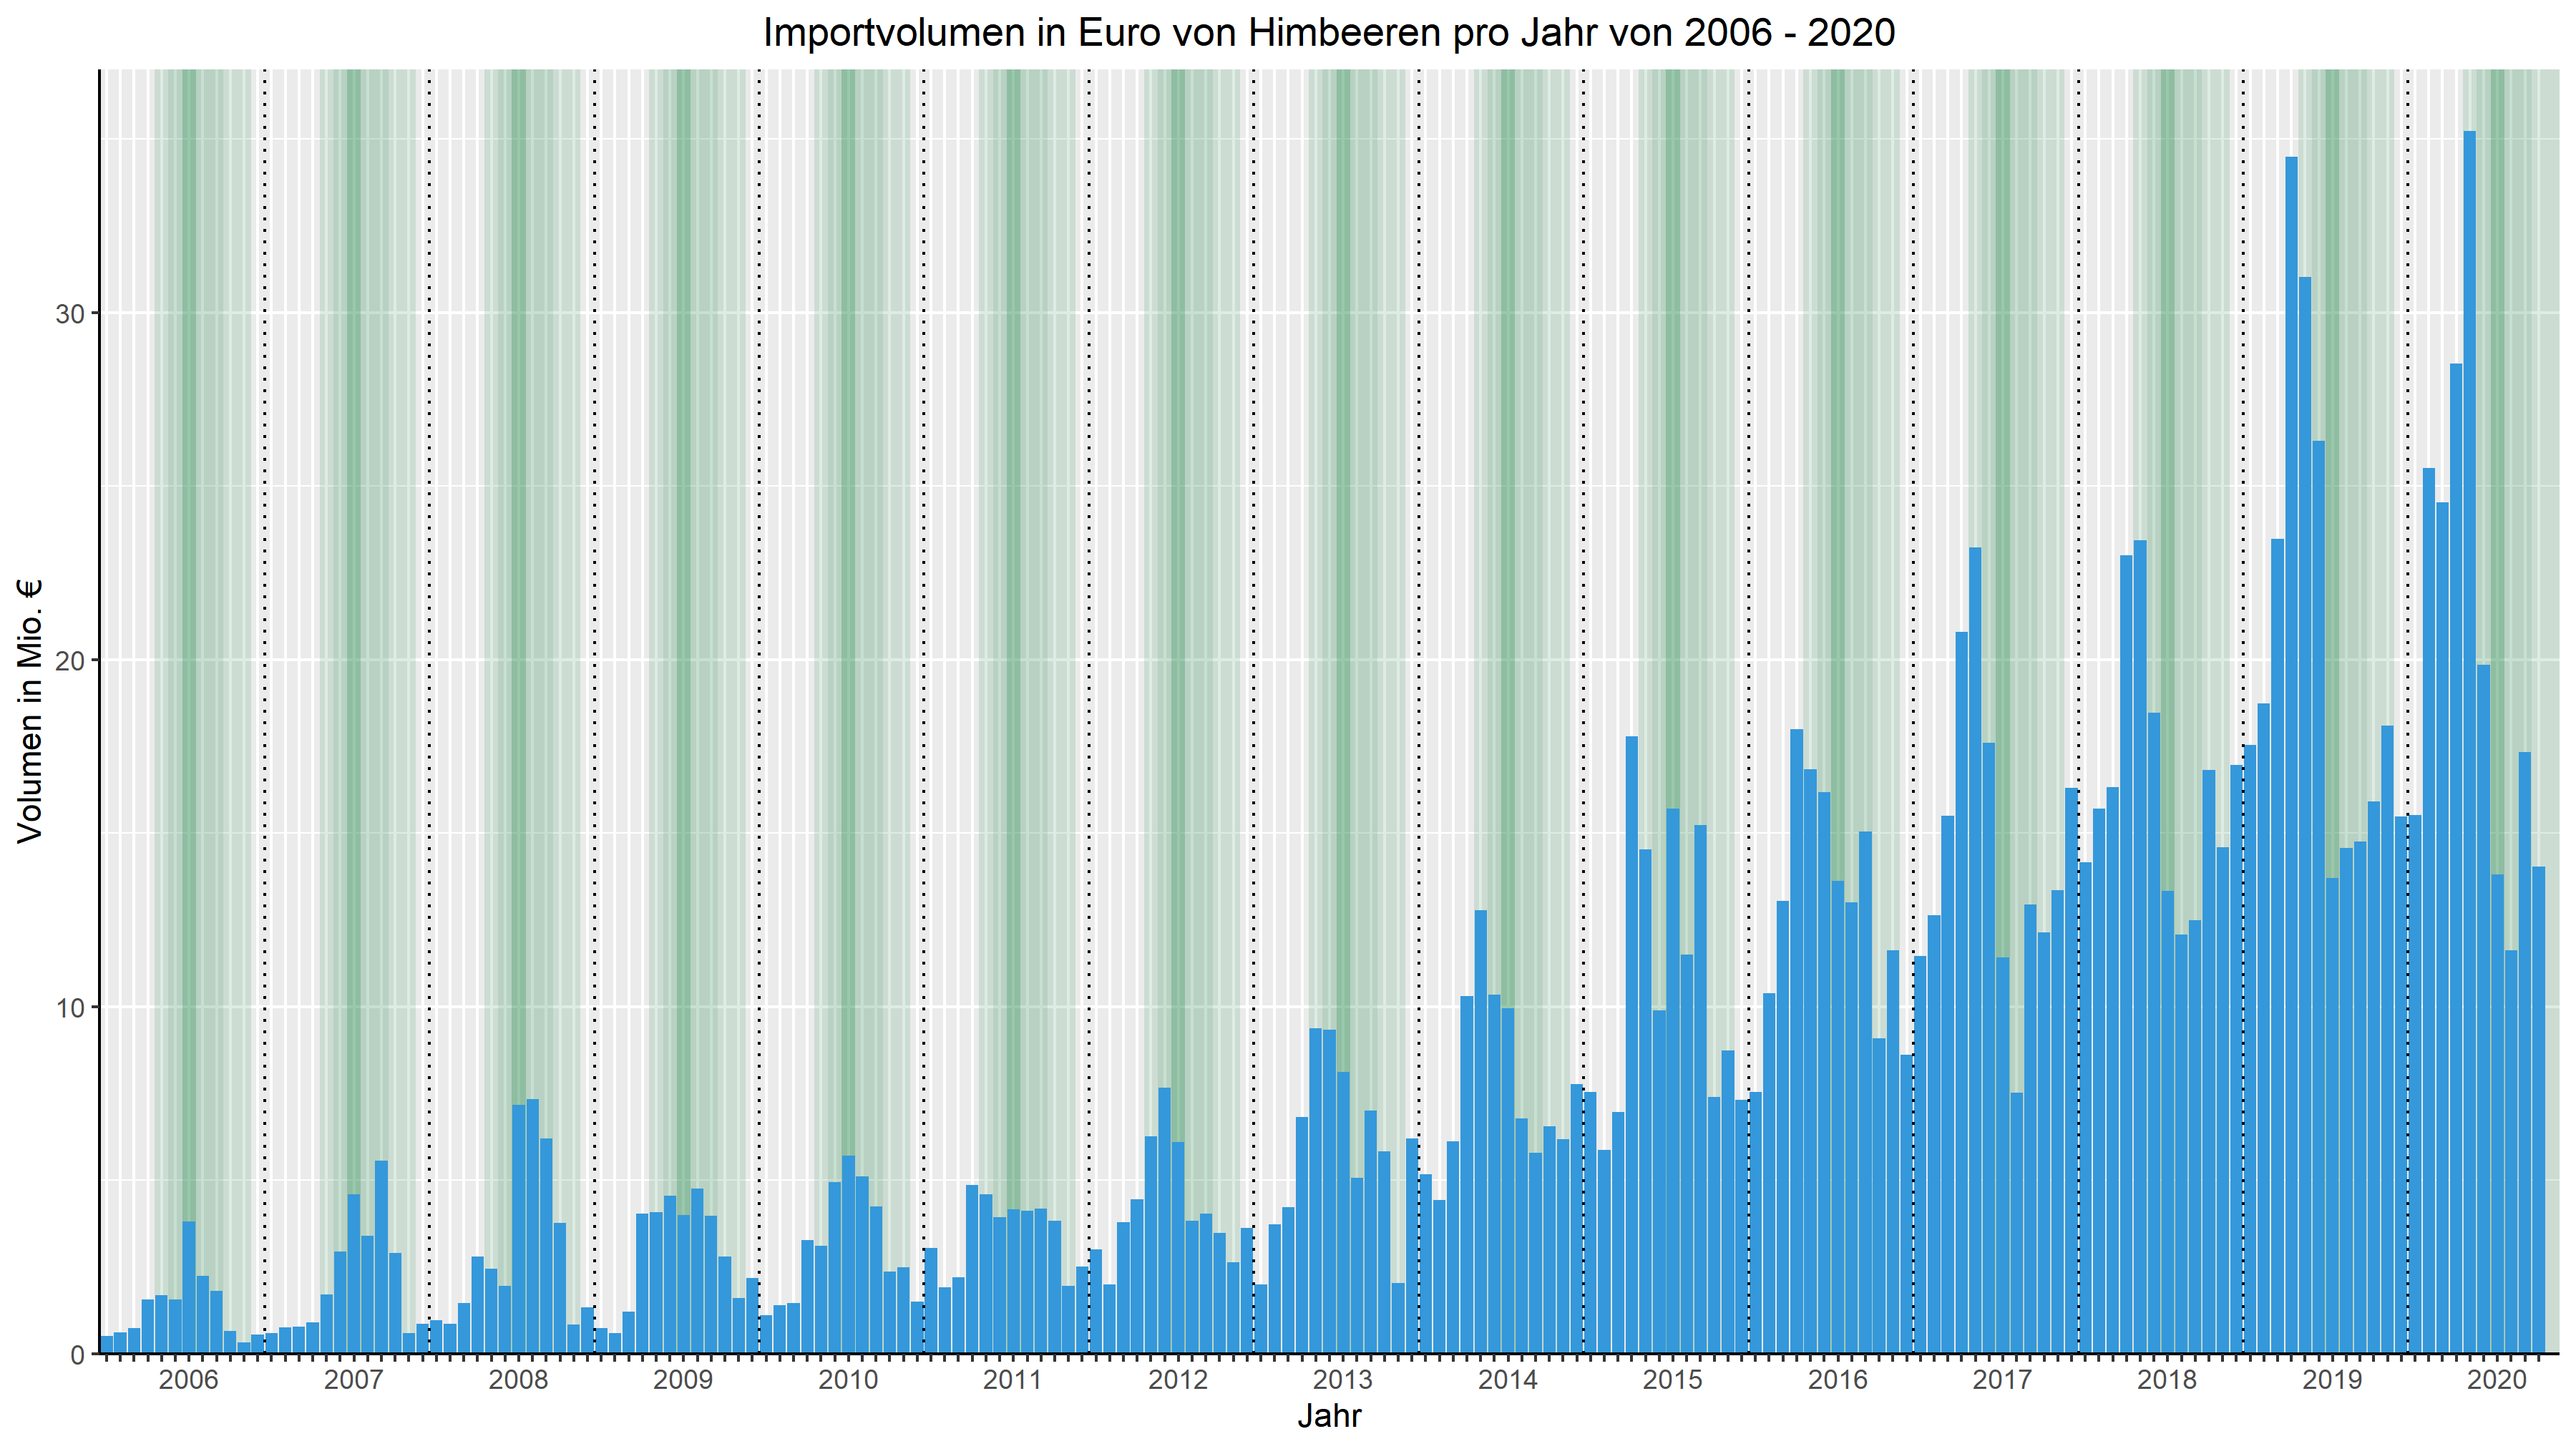 Importvolumen in Euro von Himbeeren pro Jahr von 2006 - 2020
Volumen in Mio. €
30
20
10
0
2006 2007 2008 2009 2010 2011 2012 2013 2014 2015 2016 2017 2018 2019 2020
Jahr